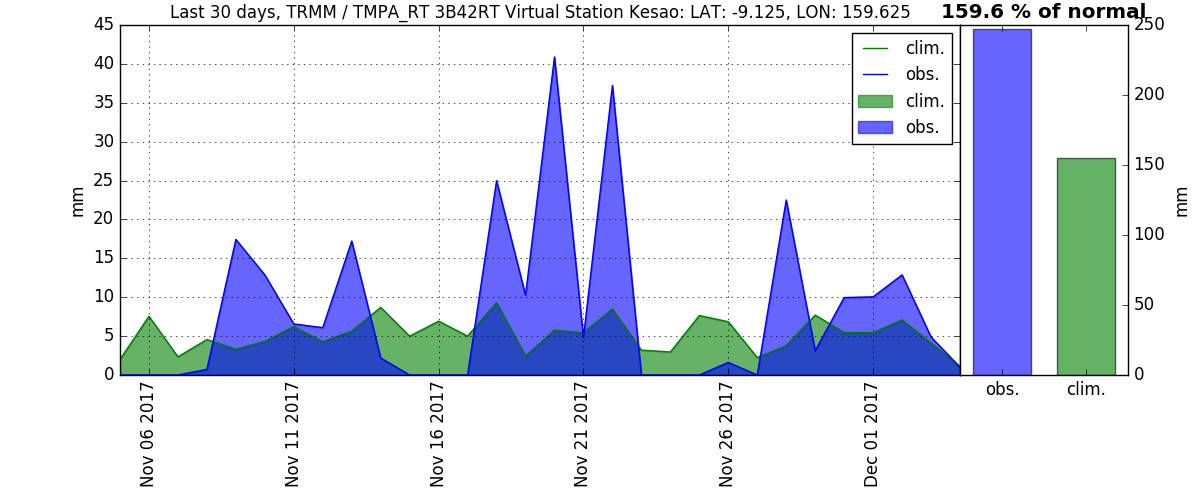 Last 30 days, TRMM / TMPA_RT 3B42RT Virtual Station Kesao: LAT: -9.125, LON: 159.625
159.6 % of normal
45
40
35
30
25
20
15
10
5
0
mm
clim.
obs.
clim.
obs.
250
200
150
100
50
0
mm
Nov 06 2017
Nov 11 2017
Nov 16 2017
Nov 21 2017
Nov 26 2017
Dec 01 2017
obs.
clim.